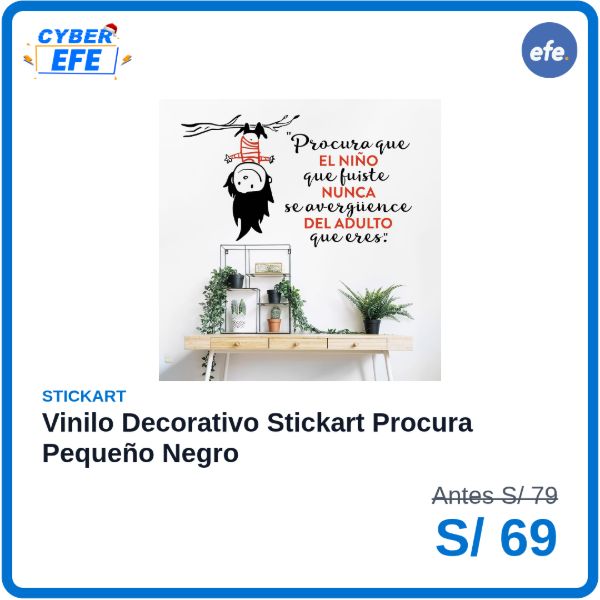 CYBER
EFE
efe.
"Procura que
EL NIÑO
que fuiste
NUNCA
se avergüence
DEL ADULTO
que eres."
STICKART
Vinilo Decorativo Stickart Procura
Pequeño Negro
Antes S/ 79
S/ 69